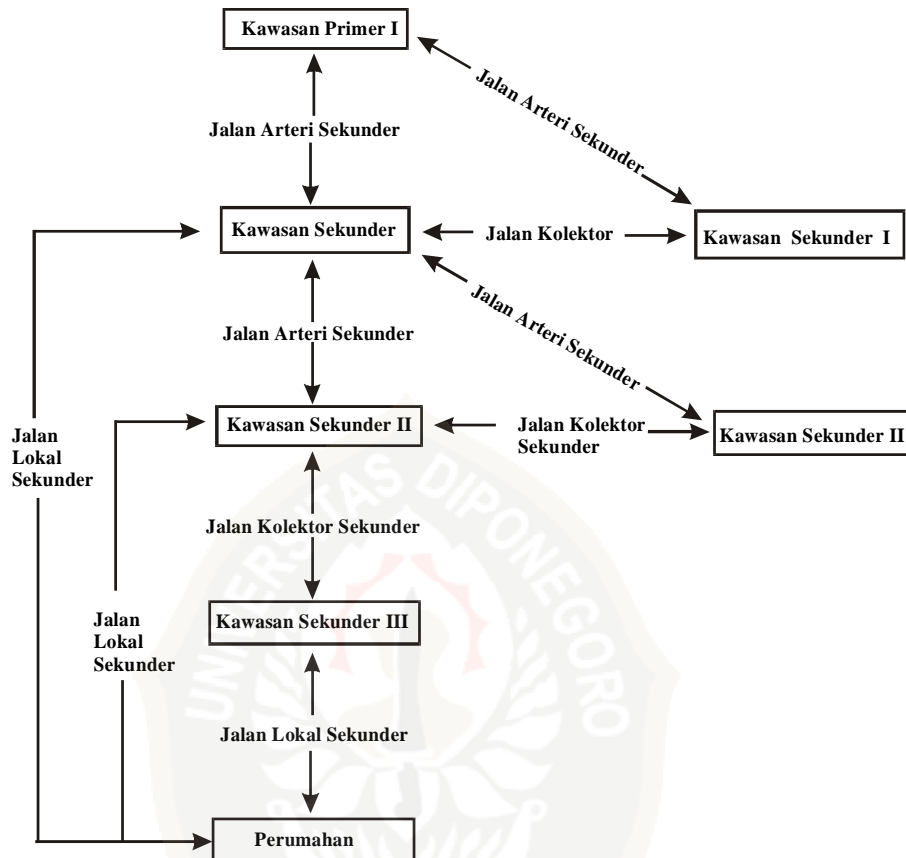 Kawasan Primer I
Jalan Arteri Sekunder
Jalan Arteri Sekunder
Kawasan Sekunder
Jalan Kolektor
Kawasan Sekunder I
Jalan Arteri Sekunder
Jalan Arteri Sekunder
Kawasan Sekunder II
Jalan Kolektor
Sekunder
Kawasan Sekunder II
Jalan
Lokal
Sekunder
Jalan Kolektor Sekunder
Kawasan Sekunder III
Jalan
Lokal
Sekunder
Jalan Lokal Sekunder
Perumahan
UNIVERSITAS DIPONEGORO